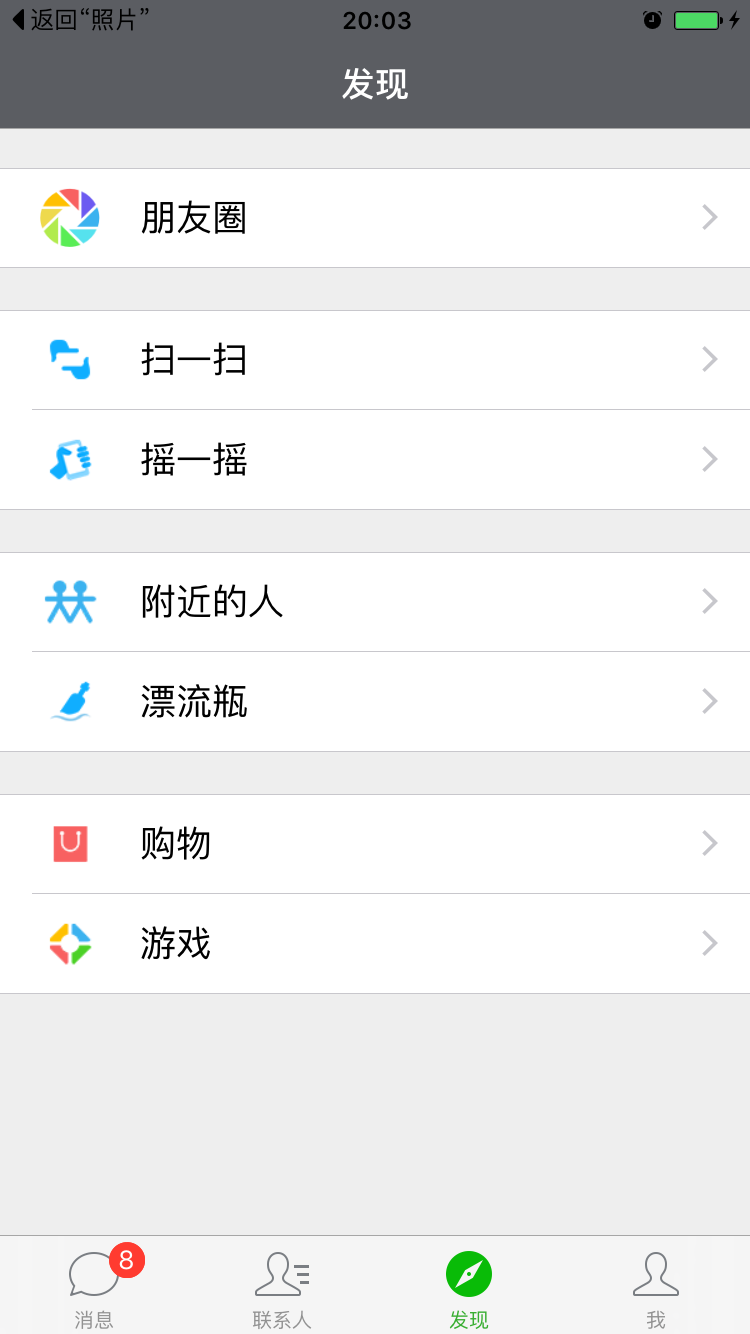 返回“照片”
20:03
发现
朋友圈
扫一扫
摇一摇
附近的人
漂流瓶
购物
游戏
8
消息
联系人
发现
我